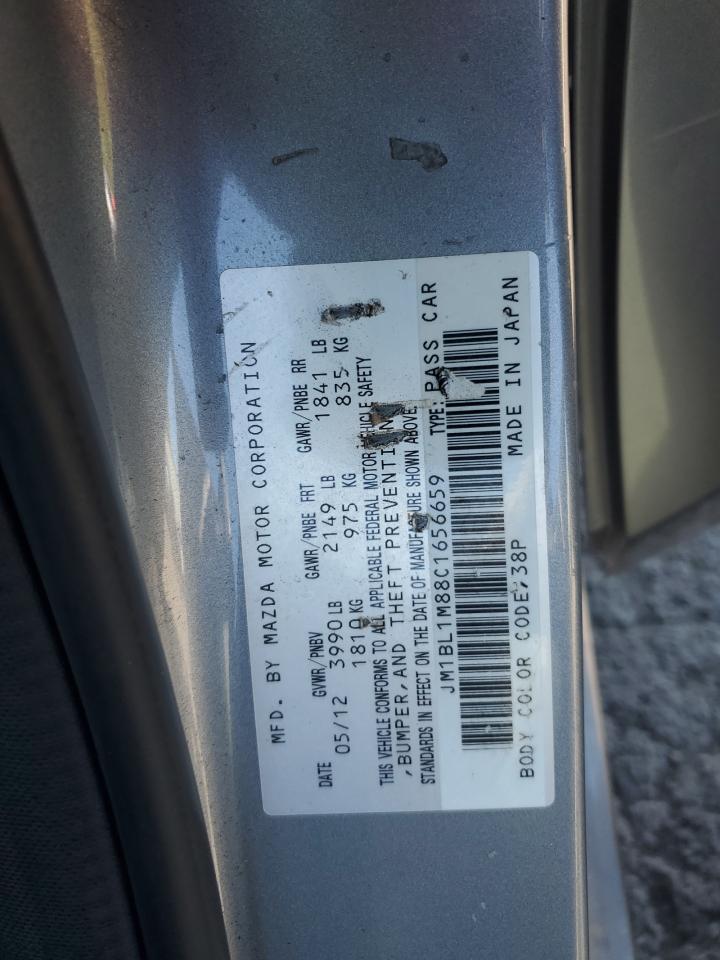 MFD. BY MAZDA MOTOR CORPORATION
DATE GVWR/PNBV GAWR/PNBE FRT GAWR/PNBE RR
05/12 3990 LB 2149 LB 1841 LB
1810 KG 975 KG 835 KG
THIS VEHICLE CONFORMS TO ALL APPLICABLE FEDERAL MOTOR VEHICLE SAFETY
,BUMPER,AND THEFT PREVENTION
STANDARDS IN EFFECT ON THE DATE OF MANUFACTURE SHOWN ABOVE.
JM1BL1M88C1656659 TYPE: PASS CAR
BODY COLOR CODE:38P MADE IN JAPAN